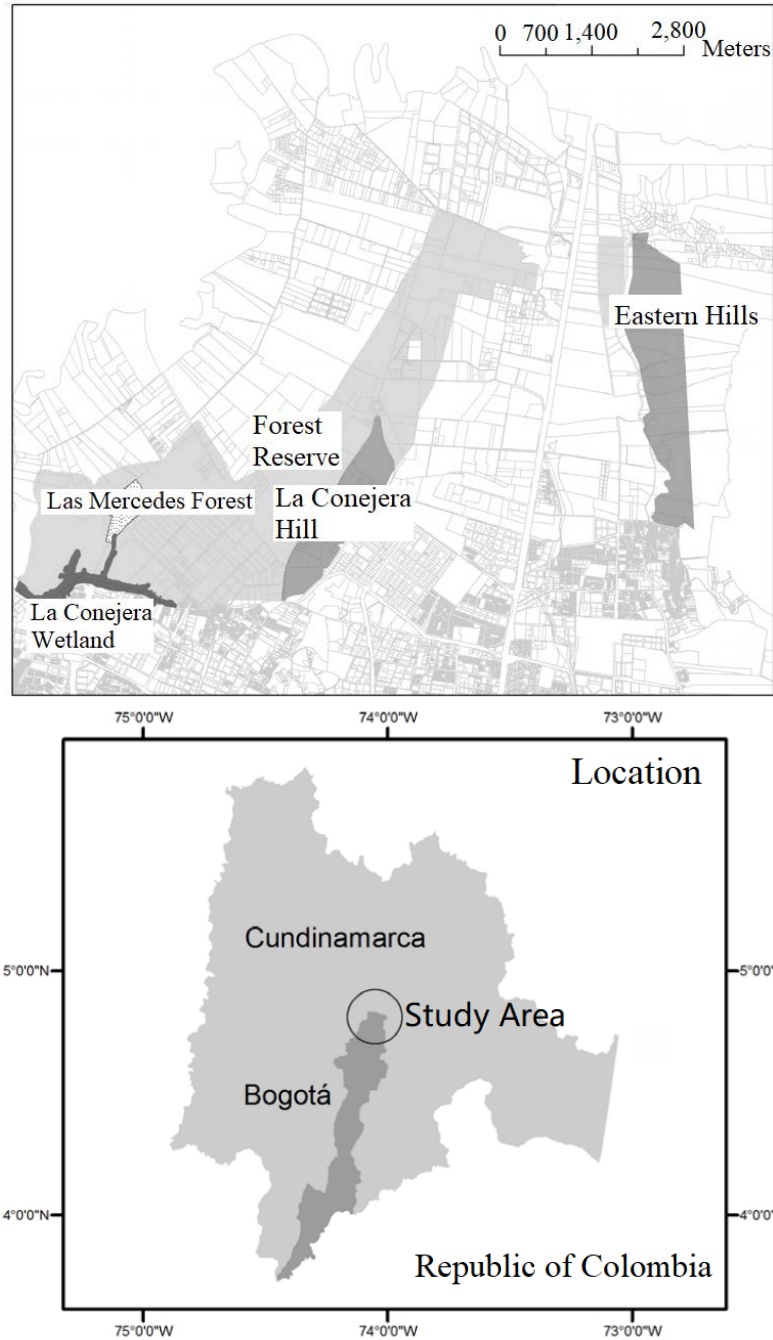 0 700 1,400 2,800
Meters
Eastern Hills
Forest
Reserve
La Conejera
Hill
Las Mercedes Forest
La Conejera
Wetland
75°0'0"W 74°0'0"W 73°0'0"W
Location
Cundinamarca
5°0'0"N 5°0'0"N
Study Area
Bogotá
4°0'0"N 4°0'0"N
Republic of Colombia
75°0'0"W 74°0'0"W 73°0'0"W